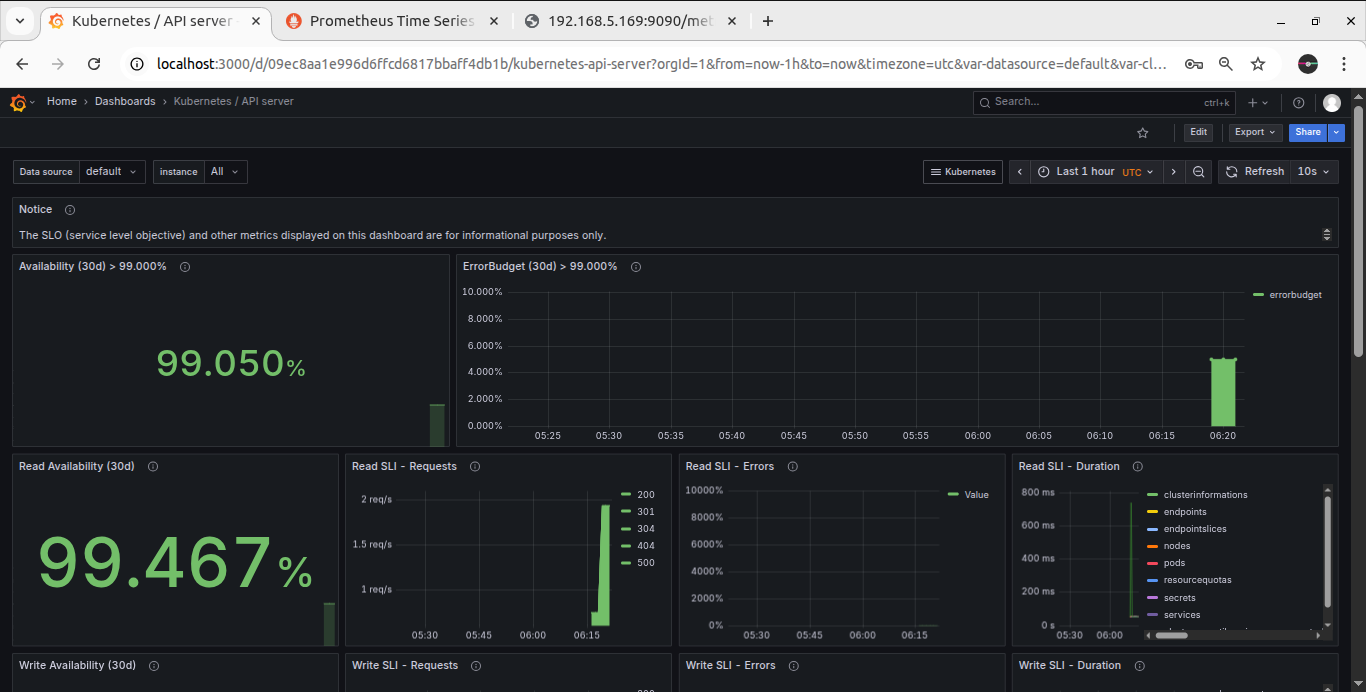 Kubernetes / API server
Prometheus Time Series
192.168.5.169:9090/met
localhost:3000/d/09ec8aa1e996d6ffcd6817bbaff4db1b/kubernetes-api-server?orgId=1&from=now-1h&to=now&timezone=utc&var-datasource=default&var-cl...
Home › Dashboards › Kubernetes / API server
Search... ctrl+k
Edit Export Share
Data source default instance All Kubernetes Last 1 hour UTC Refresh 10s
Notice
The SLO (service level objective) and other metrics displayed on this dashboard are for informational purposes only.
Availability (30d) > 99.000%
99.050%
ErrorBudget (30d) > 99.000%
10.000%
8.000%
6.000%
4.000%
2.000%
0.000%
05:25 05:30 05:35 05:40 05:45 05:50 05:55 06:00 06:05 06:10 06:15 06:20
errorbudget
Read Availability (30d)
99.467%
Read SLI - Requests
2 req/s
1.5 req/s
1 req/s
05:30 05:45 06:00 06:15
200
301
304
404
500
Read SLI - Errors
10000%
8000%
6000%
4000%
2000%
0%
05:30 05:45 06:00 06:15
Value
Read SLI - Duration
800 ms
600 ms
400 ms
200 ms
0 s
05:30 06:00
clusterinformations
endpoints
endpointslices
nodes
pods
resourcequotas
secrets
services
Write Availability (30d)
Write SLI - Requests
Write SLI - Errors
Write SLI - Duration